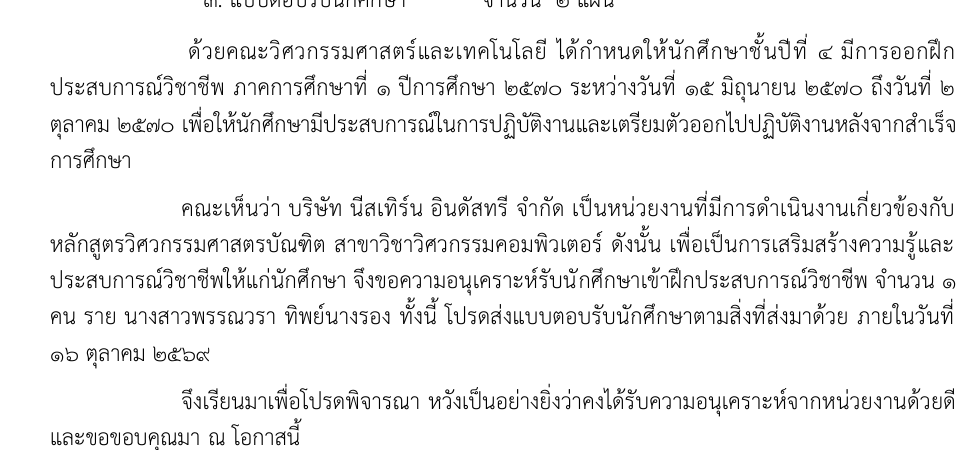 ๓. แบบตอบรับนักศึกษา จำนวน ๒ แผ่น
ด้วยคณะวิศวกรรมศาสตร์และเทคโนโลยี ได้กำหนดให้นักศึกษาชั้นปีที่ ๔ มีการออกฝึก
ประสบการณ์วิชาชีพ ภาคการศึกษาที่ ๑ ปีการศึกษา ๒๕๗๐ ระหว่างวันที่ ๑๕ มิถุนายน ๒๕๗๐ ถึงวันที่ ๒
ตุลาคม ๒๕๗๐ เพื่อให้นักศึกษามีประสบการณ์ในการปฏิบัติงานและเตรียมตัวออกไปปฏิบัติงานหลังจากสำเร็จ
การศึกษา
คณะเห็นว่า บริษัท นีสเทิร์น อินดัสทรี จำกัด เป็นหน่วยงานที่มีการดำเนินงานเกี่ยวข้องกับ
หลักสูตรวิศวกรรมศาสตรบัณฑิต สาขาวิชาวิศวกรรมคอมพิวเตอร์ ดังนั้น เพื่อเป็นการเสริมสร้างความรู้และ
ประสบการณ์วิชาชีพให้แก่นักศึกษา จึงขอความอนุเคราะห์รับนักศึกษาเข้าฝึกประสบการณ์วิชาชีพ จำนวน ๑
คน ราย นางสาวพรรณวรา ทิพย์นางรอง ทั้งนี้ โปรดส่งแบบตอบรับนักศึกษาตามสิ่งที่ส่งมาด้วย ภายในวันที่
๑๖ ตุลาคม ๒๕๖๙
จึงเรียนมาเพื่อโปรดพิจารณา หวังเป็นอย่างยิ่งว่าคงได้รับความอนุเคราะห์จากหน่วยงานด้วยดี
และขอขอบคุณมา ณ โอกาสนี้